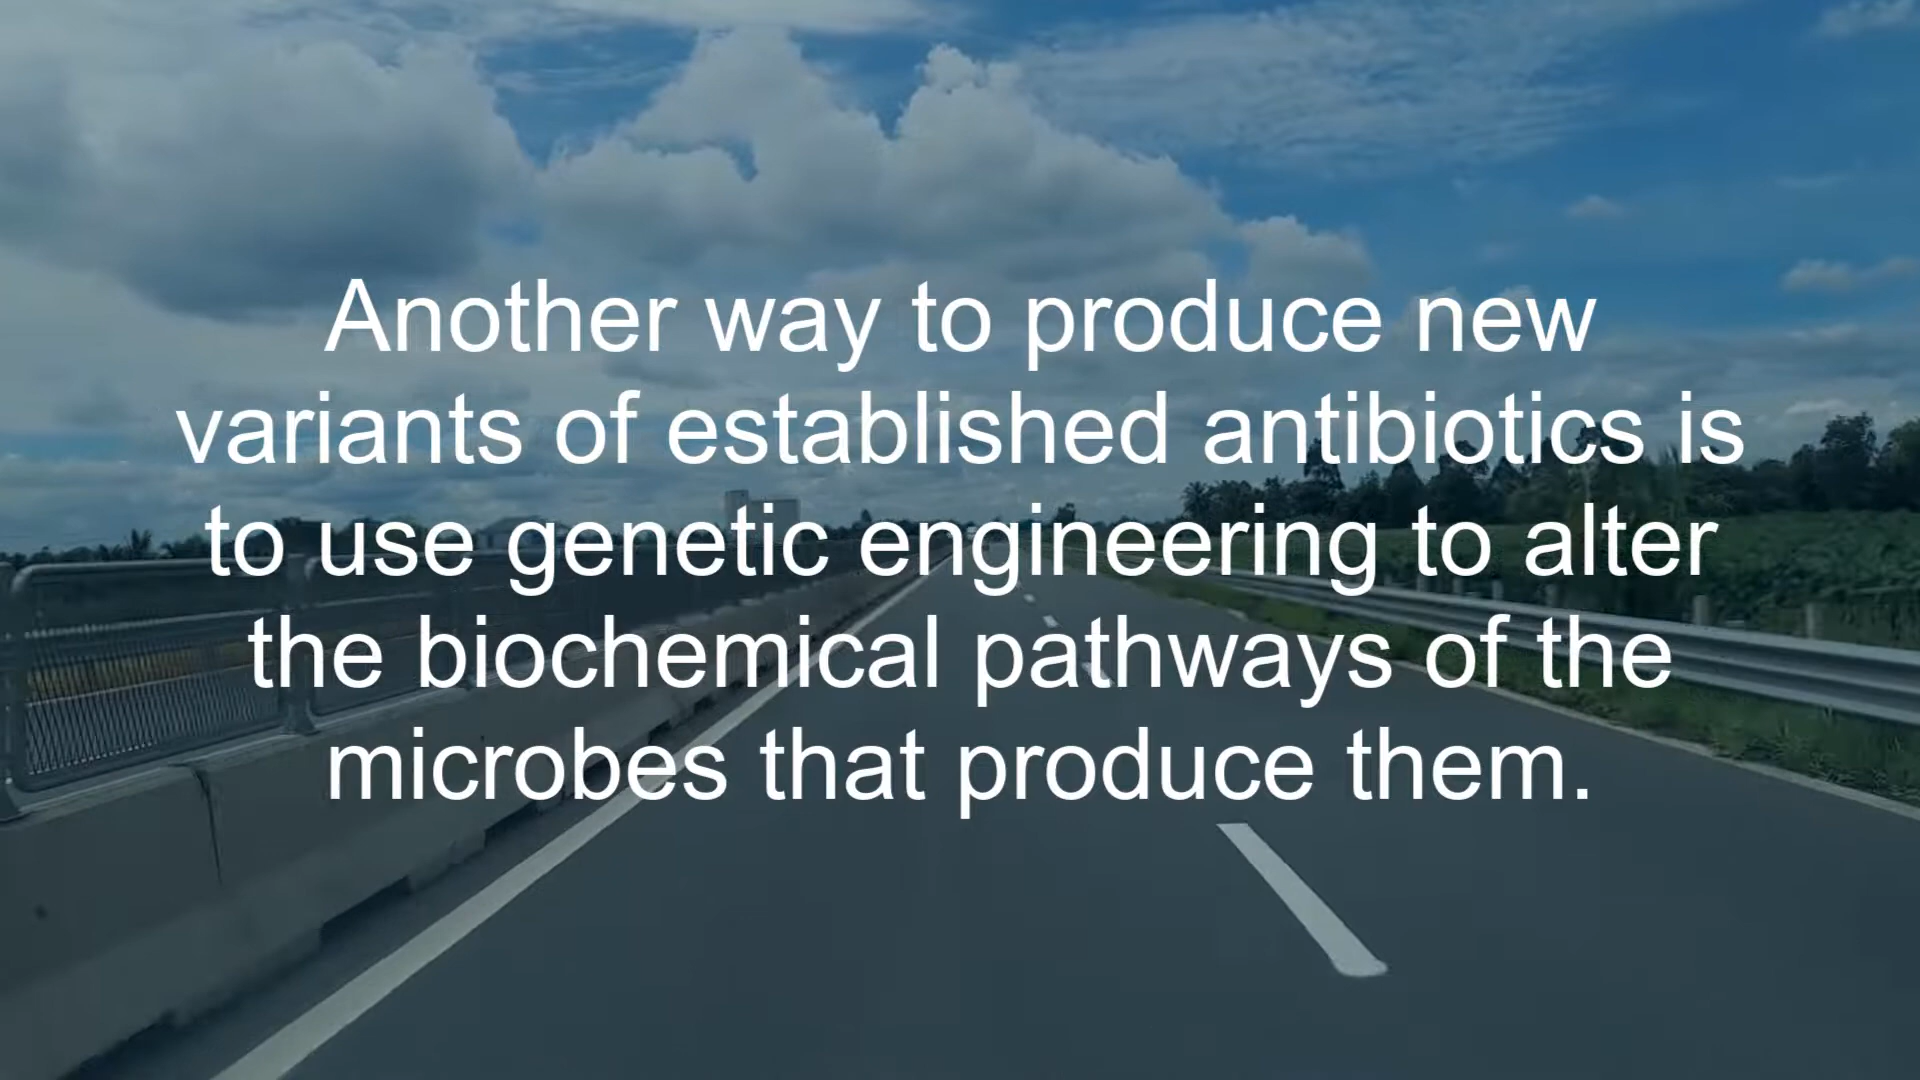 Another way to produce new
variants of established antibiotics is
to use genetic engineering to alter
the biochemical pathways of the
microbes that produce them.